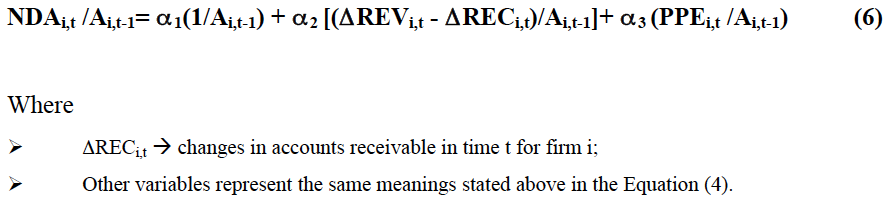 NDAi,t /Ai,t-1= α1(1/Ai,t-1) + α2 [(ΔREVi,t - ΔRECi,t)/Ai,t-1]+ α3 (PPEi,t /Ai,t-1) (6)
Where
➢ ΔRECi,t → changes in accounts receivable in time t for firm i;
➢ Other variables represent the same meanings stated above in the Equation (4).